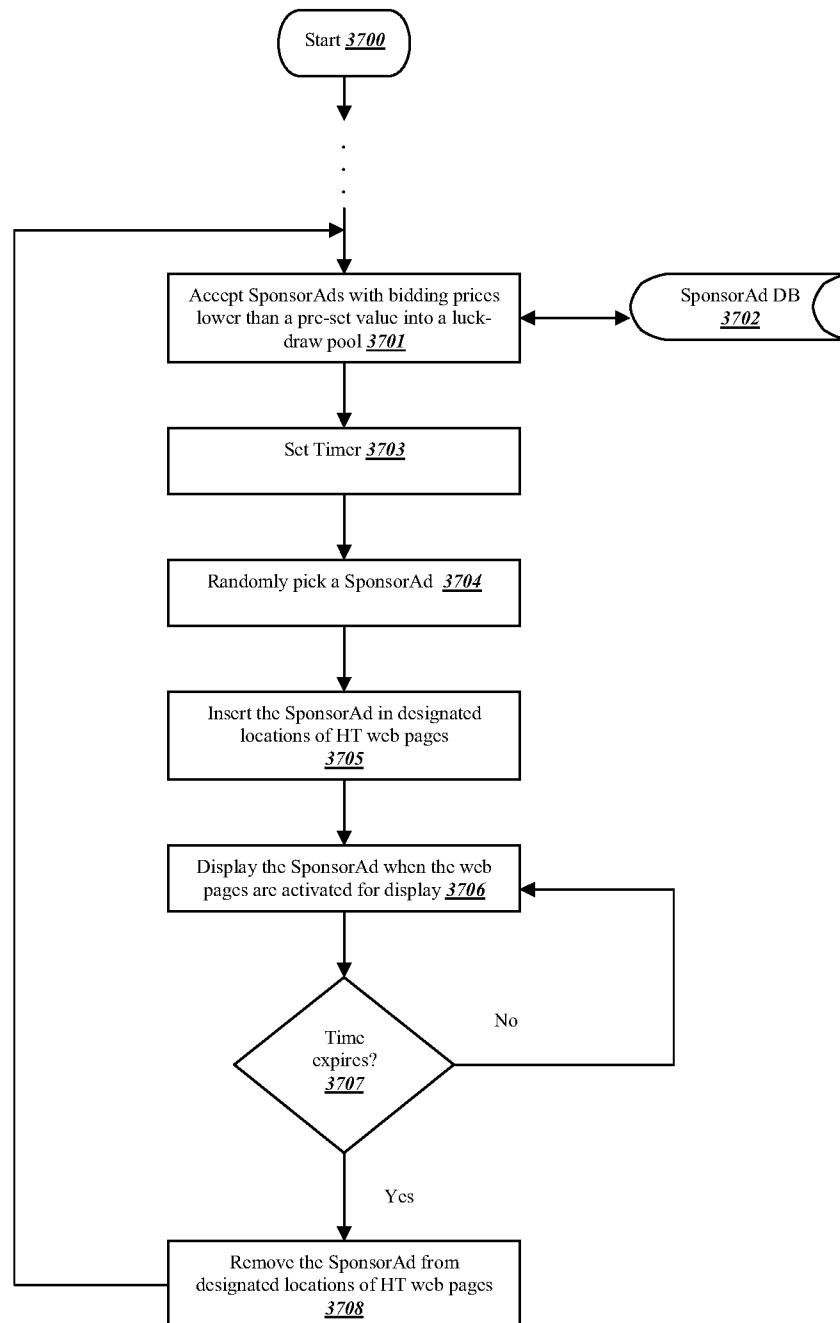 Start 3700
Accept SponsorAds with bidding prices
lower than a pre-set value into a luck-
draw pool 3701
SponsorAd DB
3702
Set Timer 3703
Randomly pick a SponsorAd 3704
Insert the SponsorAd in designated
locations of HT web pages
3705
Display the SponsorAd when the web
pages are activated for display 3706
No
Time
expires?
3707
Yes
Remove the SponsorAd from
designated locations of HT web pages
3708